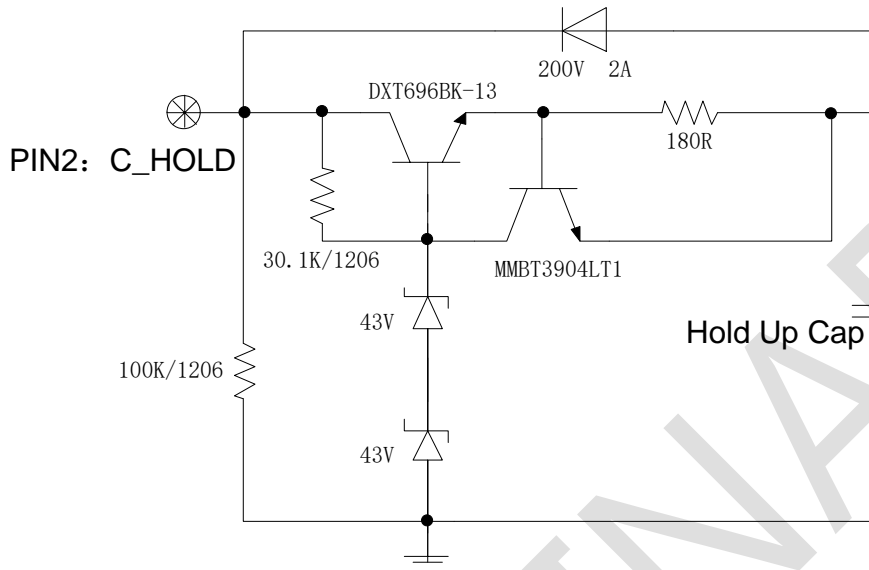 200V 2A
DXT696BK-13
180R
PIN2：C_HOLD
30.1K/1206
MMBT3904LT1
43V
Hold Up Cap
100K/1206
43V